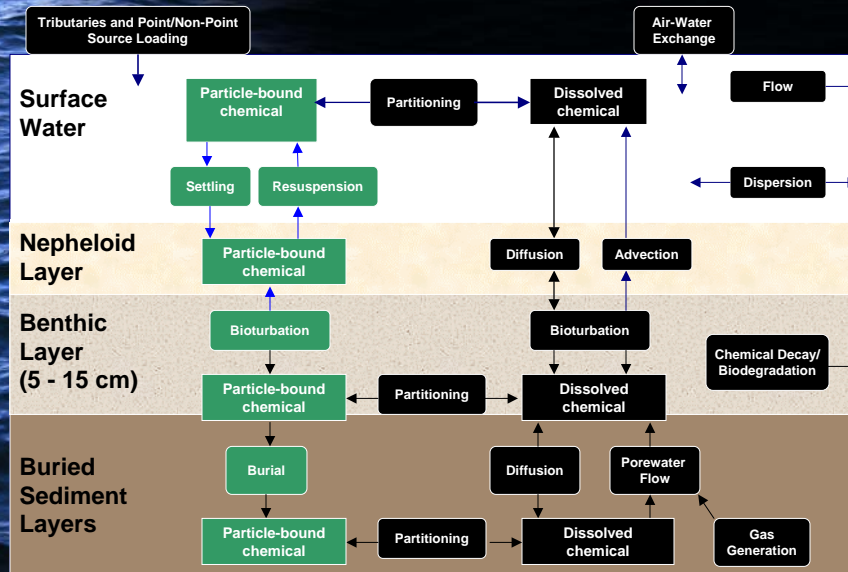 Tributaries and Point/Non-Point
Source Loading
Air-Water
Exchange
Surface
Water
Particle-bound
chemical
Partitioning
Dissolved
chemical
Flow
Settling
Resuspension
Dispersion
Nepheloid
Layer
Particle-bound
chemical
Diffusion
Advection
Benthic
Layer
(5 - 15 cm)
Bioturbation
Bioturbation
Chemical Decay/
Biodegradation
Particle-bound
chemical
Partitioning
Dissolved
chemical
Buried
Sediment
Layers
Burial
Diffusion
Porewater
Flow
Particle-bound
chemical
Partitioning
Dissolved
chemical
Gas
Generation